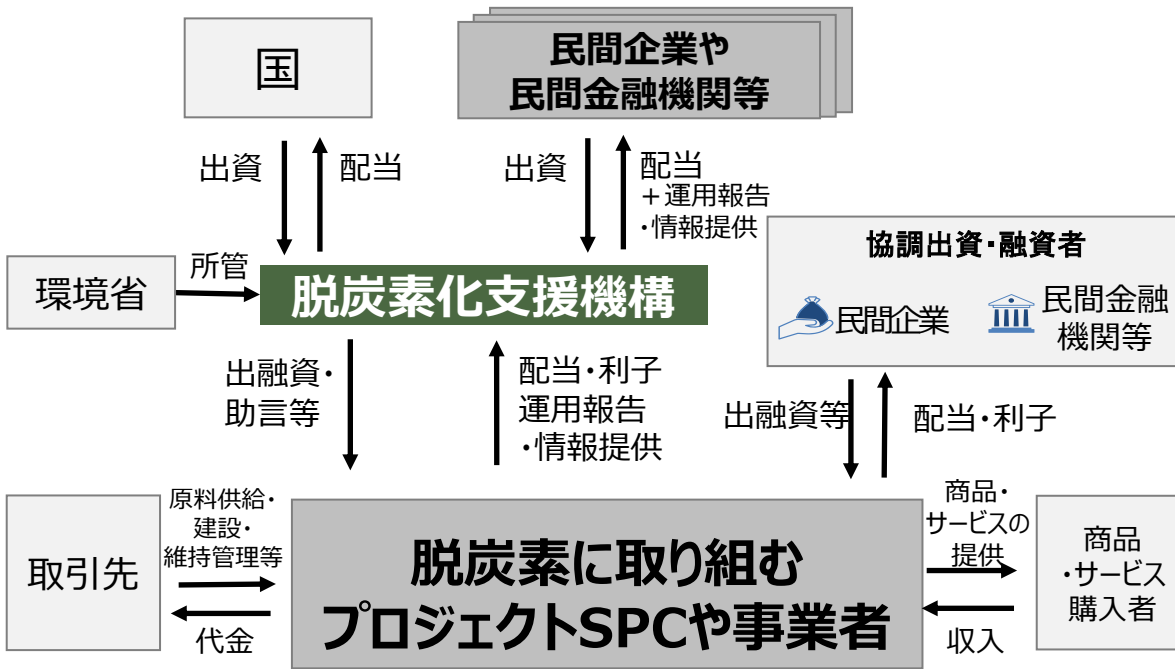 国
民間企業や
民間金融機関等
出資
配当
出資
配当
＋運用報告
・情報提供
環境省
所管
脱炭素化支援機構
協調出資・融資者
民間企業
民間金融
機関等
出融資・
助言等
配当・利子
運用報告
・情報提供
出融資等
配当・利子
取引先
原料供給・
建設・
維持管理等
代金
脱炭素に取り組む
プロジェクトSPCや事業者
商品・
サービスの
提供
収入
商品
・サービス
購入者